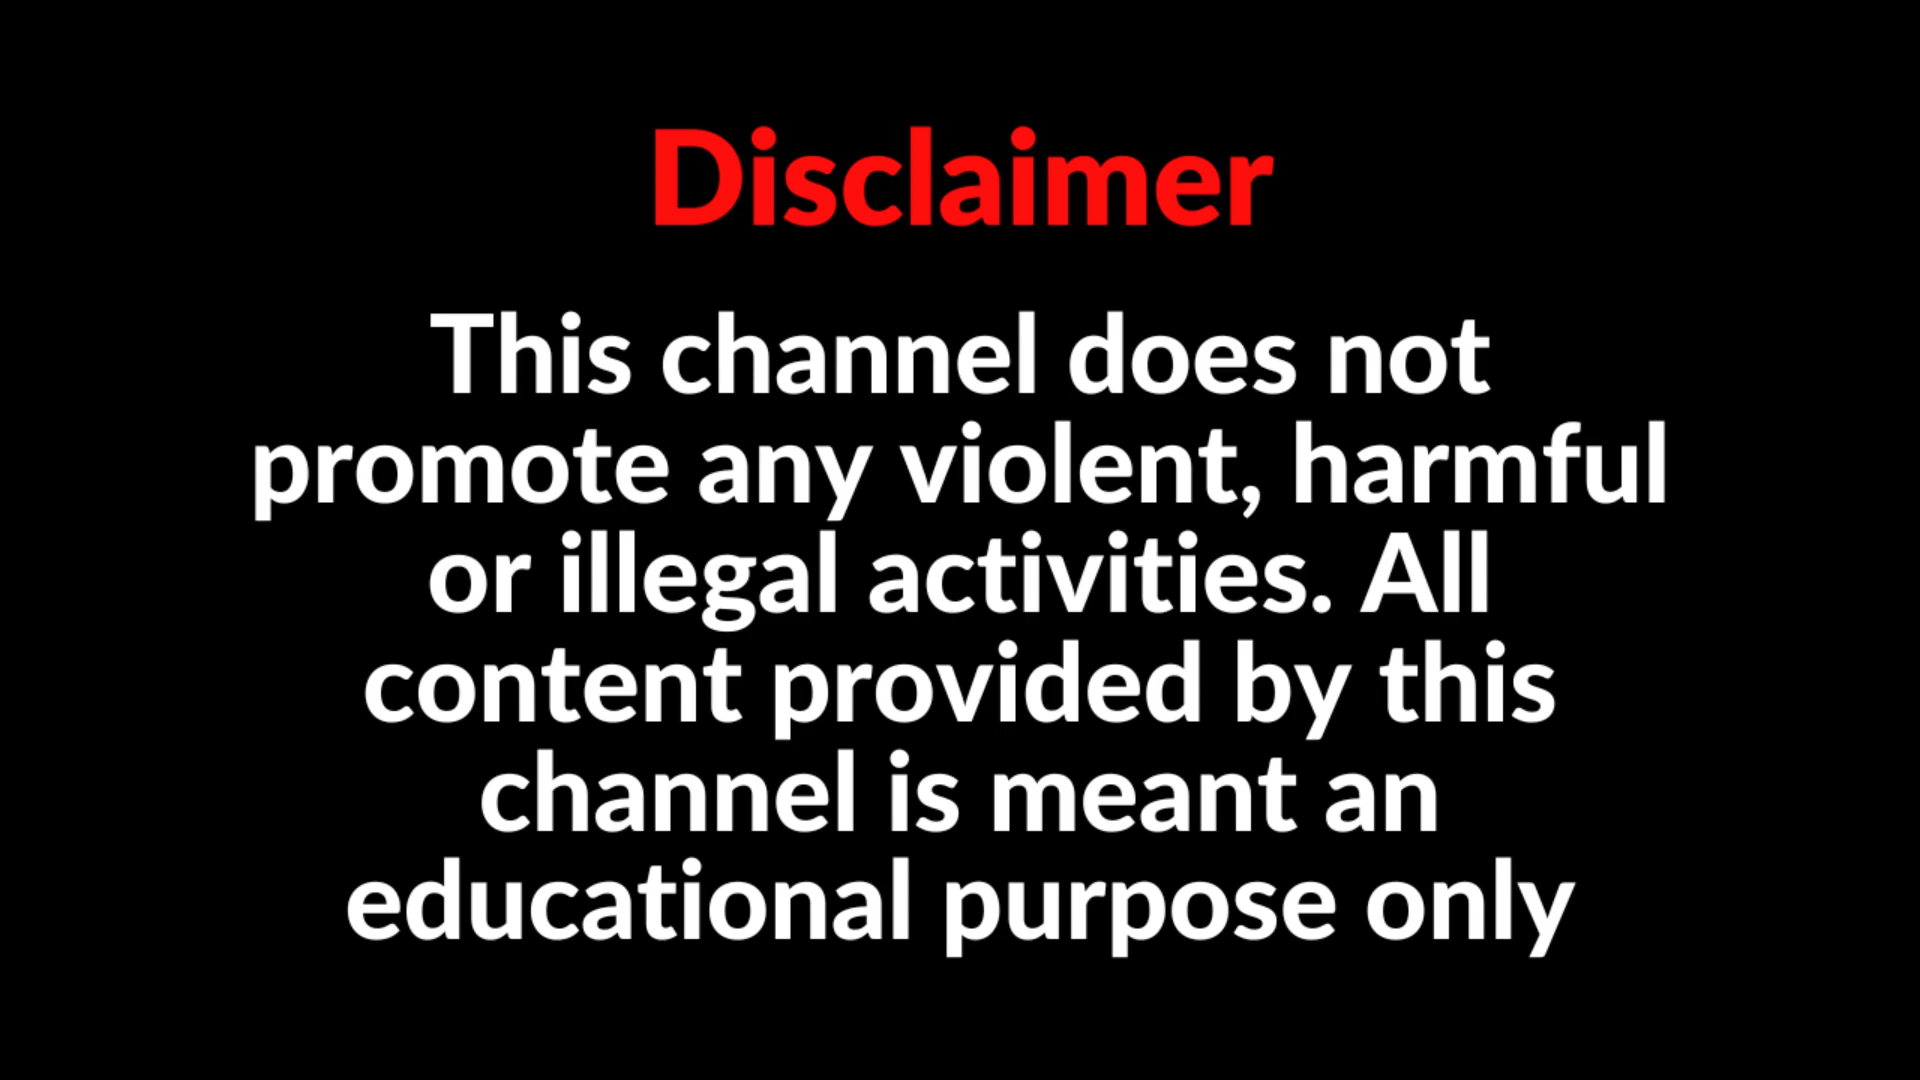 Disclaimer
This channel does not
promote any violent, harmful
or illegal activities. All
content provided by this
channel is meant an
educational purpose only